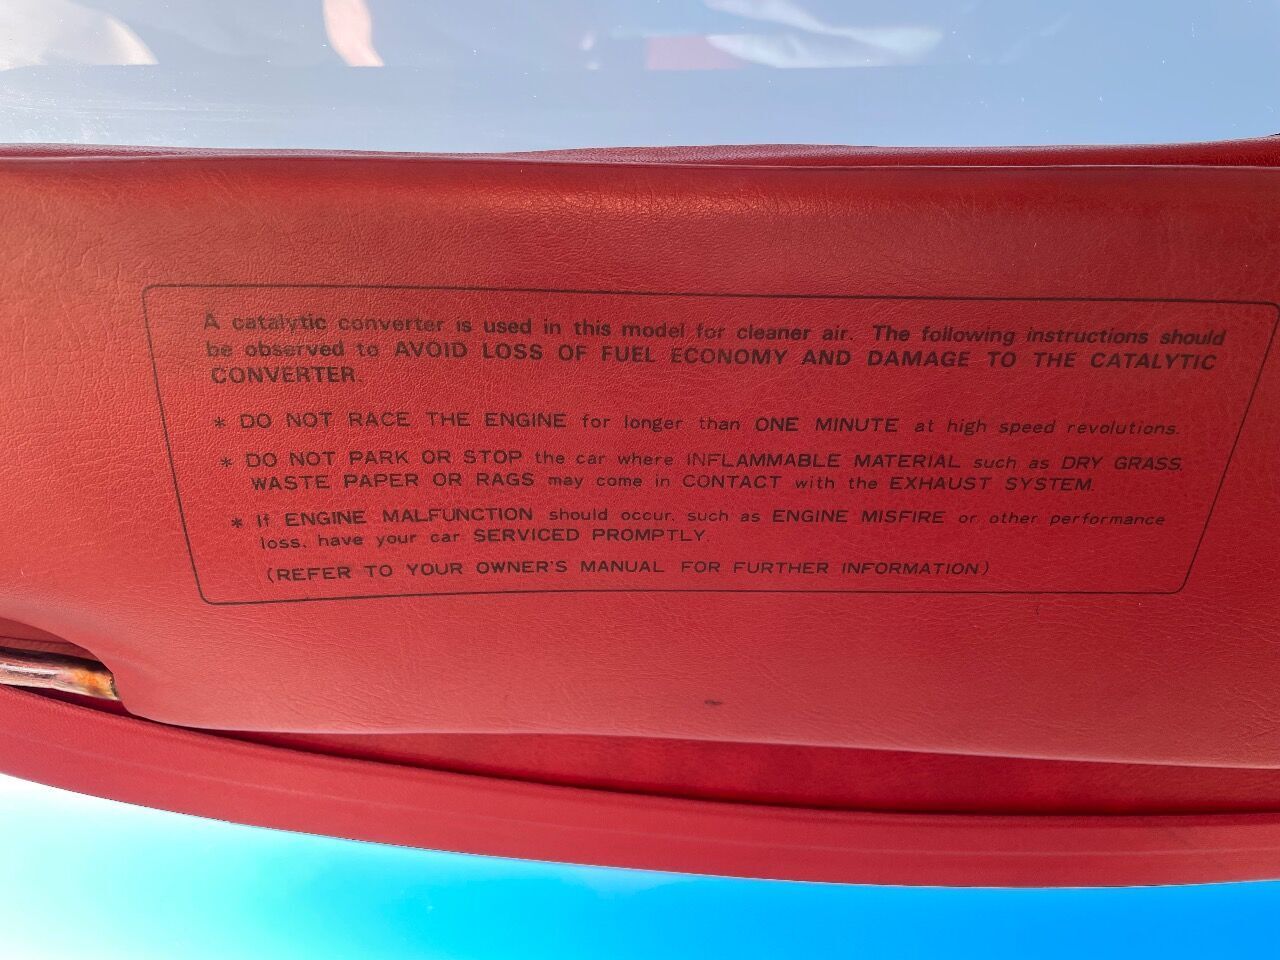 A catalytic converter is used in this model for cleaner air. The following instructions should
be observed to AVOID LOSS OF FUEL ECONOMY AND DAMAGE TO THE CATALYTIC
CONVERTER.
* DO NOT RACE THE ENGINE for longer than ONE MINUTE at high speed revolutions.
* DO NOT PARK OR STOP the car where INFLAMMABLE MATERIAL such as DRY GRASS,
WASTE PAPER OR RAGS may come in CONTACT with the EXHAUST SYSTEM.
* If ENGINE MALFUNCTION should occur, such as ENGINE MISFIRE or other performance
loss, have your car SERVICED PROMPTLY.
(REFER TO YOUR OWNER'S MANUAL FOR FURTHER INFORMATION)